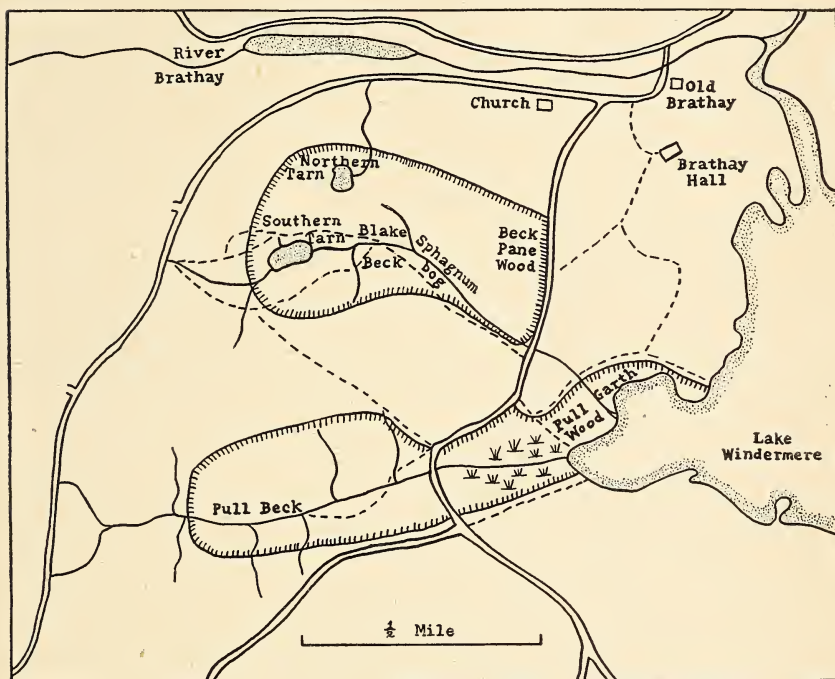 River
Brathay
Church
Old
Brathay
Brathay
Hall
Northern
Tarn
Southern
Tarn
Blake
Beck
Sphagnum
bog
Beck
Pane
Wood
Pull Garth
Wood
Lake
Windermere
Pull Beck
½ Mile